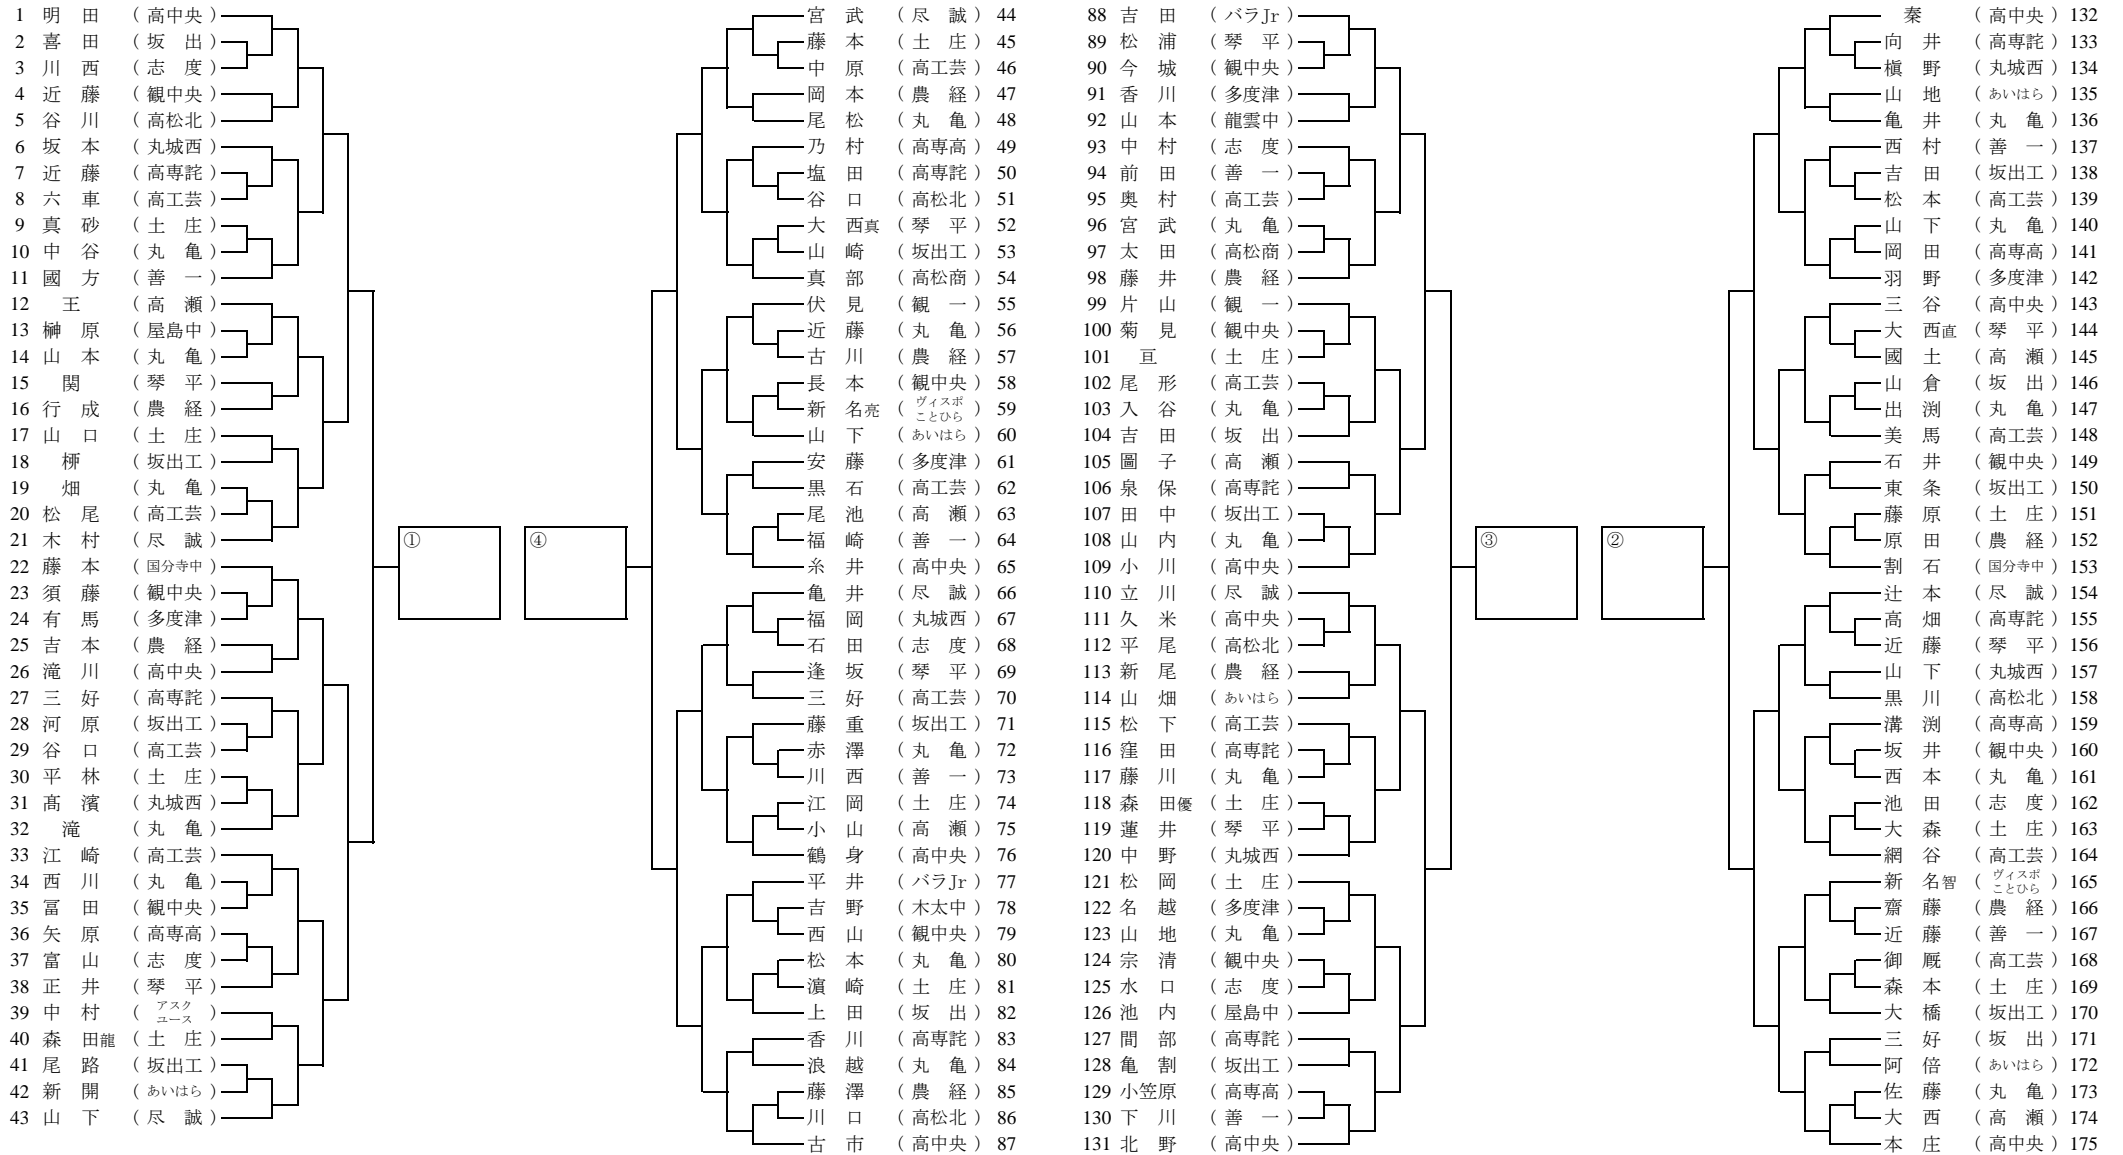 1 明 田 (高中央)
2 喜 田 (坂 出)
3 川 西 (志 度)
4 近 藤 (観中央)
5 谷 川 (高松北)
6 坂 本 (丸城西)
7 近 藤 (高専詫)
8 六 車 (高工芸)
9 真 砂 (土 庄)
10 中 谷 (丸 亀)
11 國 方 (善 一)
12 王 (高 瀬)
13 榊 原 (屋島中)
14 山 本 (丸 亀)
15 関 (琴 平)
16 行 成 (農 経)
17 山 口 (土 庄)
18 (坂出工)
19 畑 (丸 亀)
20 松 尾 (高工芸)
21 木 村 (尽 誠)
22 藤 本 (国分寺中)
23 須 藤 (観中央)
24 有 馬 (多度津)
25 吉 本 (農 経)
26 滝 川 (高中央)
27 三 好 (高専詫)
28 河 原 (坂出工)
29 谷 口 (高工芸)
30 平 林 (土 庄)
31 髙 濱 (丸城西)
32 滝 (丸 亀)
33 江 崎 (高工芸)
34 西 川 (丸 亀)
35 冨 田 (観中央)
36 矢 原 (高専高)
37 富 山 (志 度)
38 正 井 (琴 平)
39 中 村 (アスクユース)
40 森 田龍 (土 庄)
41 尾 路 (坂出工)
42 新 開 (あいはら)
43 山 下 (尽 誠)
①
④
宮 武 (尽 誠) 44
藤 本 (土 庄) 45
中 原 (高工芸) 46
岡 本 (農 経) 47
尾 松 (丸 亀) 48
乃 村 (高専高) 49
塩 田 (高専詫) 50
谷 口 (高松北) 51
大 西真 (琴 平) 52
山 崎 (坂出工) 53
真 部 (高松商) 54
伏 見 (観 一) 55
近 藤 (丸 亀) 56
古 川 (農 経) 57
長 本 (観中央) 58
新 名亮 (ヴィスポことひら) 59
山 下 (あいはら) 60
安 藤 (多度津) 61
黒 石 (高工芸) 62
尾 池 (高 瀬) 63
福 崎 (善 一) 64
糸 井 (高中央) 65
亀 井 (尽 誠) 66
福 岡 (丸城西) 67
石 田 (志 度) 68
逢 坂 (琴 平) 69
三 好 (高工芸) 70
藤 重 (坂出工) 71
赤 澤 (丸 亀) 72
川 西 (善 一) 73
江 岡 (土 庄) 74
小 山 (高 瀬) 75
鶴 身 (高中央) 76
平 井 (バラJr) 77
吉 野 (木太中) 78
西 山 (観中央) 79
松 本 (丸 亀) 80
濵 崎 (土 庄) 81
上 田 (坂 出) 82
香 川 (高専詫) 83
浪 越 (丸 亀) 84
藤 澤 (農 経) 85
川 口 (高松北) 86
古 市 (高中央) 87
88 吉 田 (バラJr)
89 松 浦 (琴 平)
90 今 城 (観中央)
91 香 川 (多度津)
92 山 本 (龍雲中)
93 中 村 (志 度)
94 前 田 (善 一)
95 奥 村 (高工芸)
96 宮 武 (丸 亀)
97 太 田 (高松商)
98 藤 井 (農 経)
99 片 山 (観 一)
100 菊 見 (観中央)
101 亘 (土 庄)
102 尾 形 (高工芸)
103 入 谷 (丸 亀)
104 吉 田 (坂 出)
105 圖 子 (高 瀬)
106 泉 保 (高専詫)
107 田 中 (坂出工)
108 山 内 (丸 亀)
109 小 川 (高中央)
110 立 川 (尽 誠)
111 久 米 (高中央)
112 平 尾 (高松北)
113 新 尾 (農 経)
114 山 畑 (あいはら)
115 松 下 (高工芸)
116 窪 田 (高専詫)
117 藤 川 (丸 亀)
118 森 田優 (土 庄)
119 蓮 井 (琴 平)
120 中 野 (丸城西)
121 松 岡 (土 庄)
122 名 越 (多度津)
123 山 地 (丸 亀)
124 宗 清 (観中央)
125 水 口 (志 度)
126 池 内 (屋島中)
127 間 部 (高専詫)
128 亀 割 (坂出工)
129 小笠原 (高専高)
130 下 川 (善 一)
131 北 野 (高中央)
③
②
秦 (高中央) 132
向 井 (高専詫) 133
槇 野 (丸城西) 134
山 地 (あいはら) 135
亀 井 (丸 亀) 136
西 村 (善 一) 137
吉 田 (坂出工) 138
松 本 (高工芸) 139
山 下 (丸 亀) 140
岡 田 (高専高) 141
羽 野 (多度津) 142
三 谷 (高中央) 143
大 西直 (琴 平) 144
國 土 (高 瀬) 145
山 倉 (坂 出) 146
出 渕 (丸 亀) 147
美 馬 (高工芸) 148
石 井 (観中央) 149
東 条 (坂出工) 150
藤 原 (土 庄) 151
原 田 (農 経) 152
割 石 (国分寺中) 153
辻 本 (尽 誠) 154
高 畑 (高専詫) 155
近 藤 (琴 平) 156
山 下 (丸城西) 157
黒 川 (高松北) 158
溝 渕 (高専高) 159
坂 井 (観中央) 160
西 本 (丸 亀) 161
池 田 (志 度) 162
大 森 (土 庄) 163
網 谷 (高工芸) 164
新 名智 (ヴィスポことひら) 165
齋 藤 (農 経) 166
近 藤 (善 一) 167
御 厩 (高工芸) 168
森 本 (土 庄) 169
大 橋 (坂出工) 170
三 好 (坂 出) 171
阿 倍 (あいはら) 172
佐 藤 (丸 亀) 173
大 西 (高 瀬) 174
本 庄 (高中央) 175